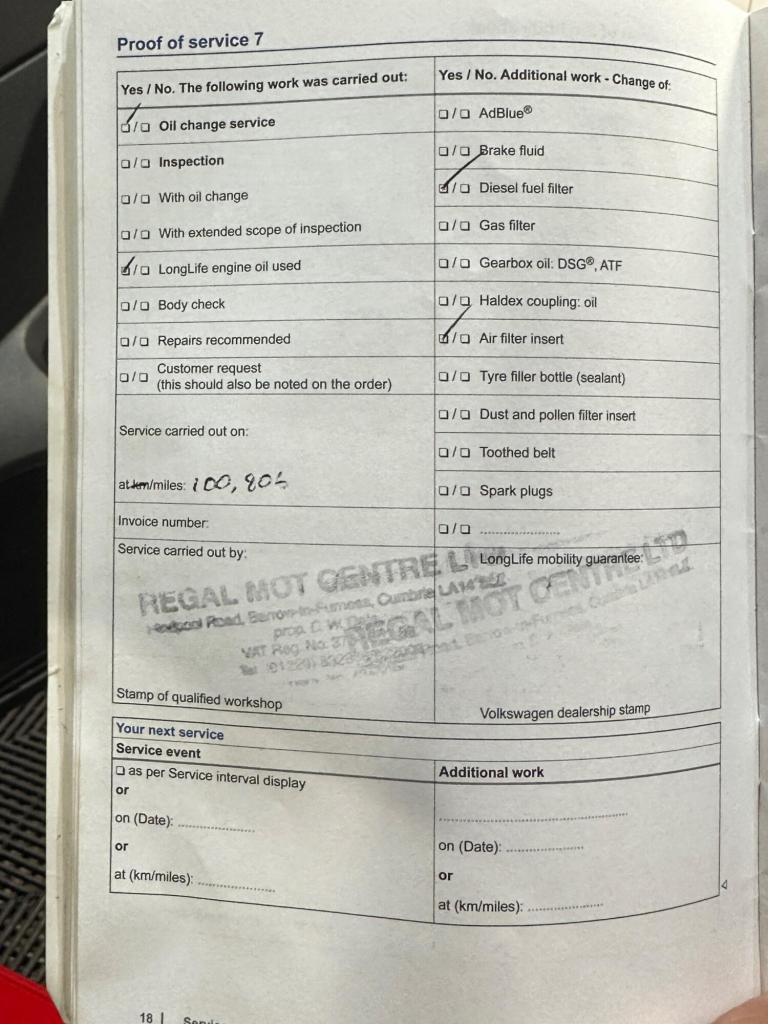 Proof of service 7
Yes / No. The following work was carried out:
❏/❏ Oil change service
❏/❏ Inspection
❏/❏ With oil change
❏/❏ With extended scope of inspection
❏/❏ LongLife engine oil used
❏/❏ Body check
❏/❏ Repairs recommended
❏/❏ Customer request
(this should also be noted on the order)
Service carried out on:
at km/miles: 100,805
Invoice number:
Service carried out by:
REGAL MOT CENTRE
Road, Barrow-in-Furness, Cumbria LA14
prop. C. W.
VAT Reg. No.
Stamp of qualified workshop
Yes / No. Additional work - Change of:
❏/❏ AdBlue®
❏/❏ Brake fluid
❏/❏ Diesel fuel filter
❏/❏ Gas filter
❏/❏ Gearbox oil: DSG®, ATF
❏/❏ Haldex coupling: oil
❏/❏ Air filter insert
❏/❏ Tyre filler bottle (sealant)
❏/❏ Dust and pollen filter insert
❏/❏ Toothed belt
❏/❏ Spark plugs
❏/❏ ....................
LongLife mobility guarantee:
REGAL MOT CENTRE LTD
Volkswagen dealership stamp
Your next service
Service event
❏ as per Service interval display
or
on (Date): ....................
or
at (km/miles): ....................
Additional work
..................................................
on (Date): ....................
or
at (km/miles): ....................
18 |